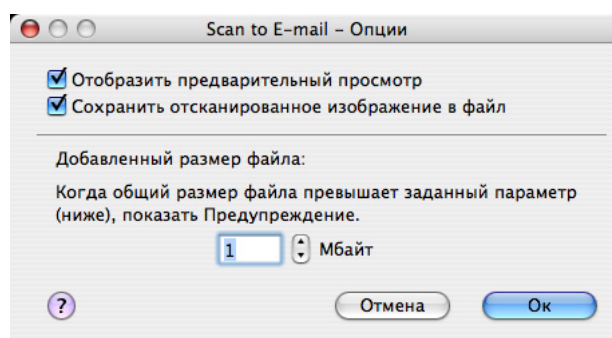 Scan to E-mail – Опции
Отобразить предварительный просмотр
Сохранить отсканированное изображение в файл
Добавленный размер файла:
Когда общий размер файла превышает заданный параметр
(ниже), показать Предупреждение.
1 Мбайт
? Отмена Ок